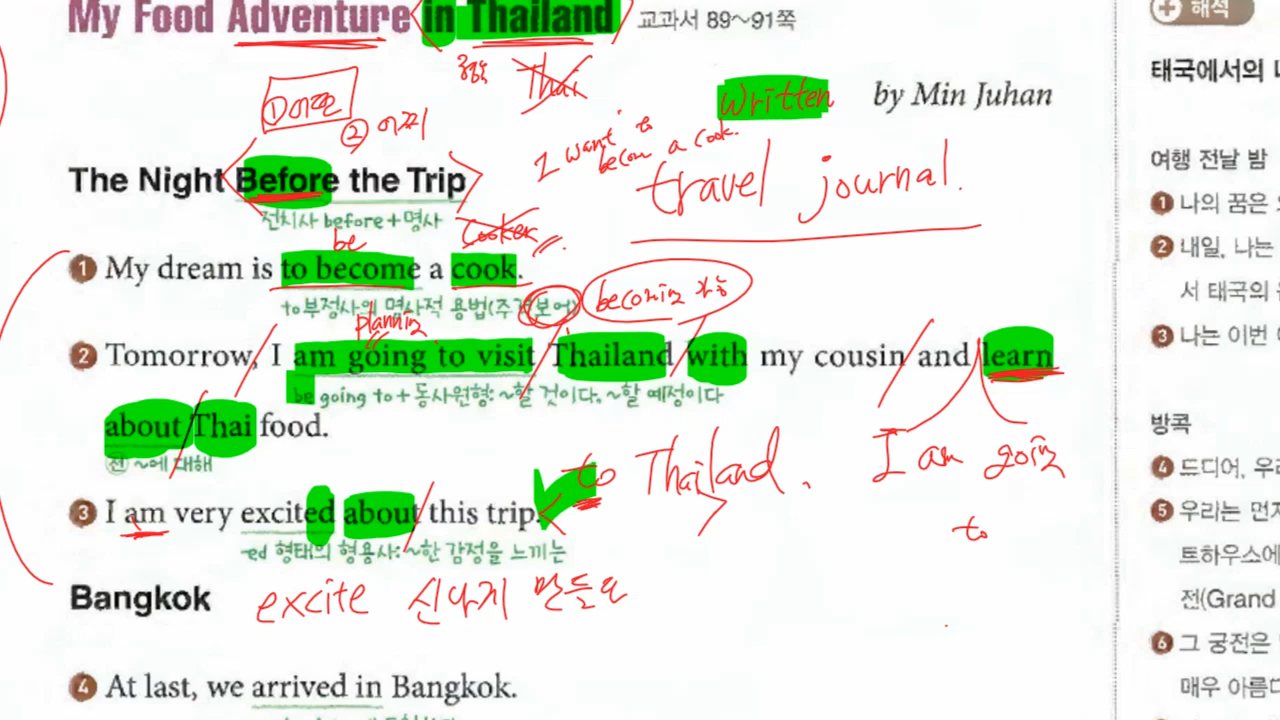 My Food Adventure in Thailand 교과서 89~91쪽
해석
태국에서의
Thai
Written by Min Juhan
② 어찌
I want to become a cook.
travel journal.
The Night Before the Trip
여행 전날 밤
전치사 before+명사
① 나의 꿈은
be
cooker
② 내일, 나는
① My dream is to become a cook.
서 태국의
to부정사의 명사적 용법(주격 보어)
becoming 가능
planning
③ 나는 이번
② Tomorrow, I am going to visit Thailand with my cousin and learn
be going to+동사원형: ~할 것이다, ~할 예정이다
about Thai food.
방콕
전 ~에 대해
to Thailand.
I am going
to
④ 드디어, 우리
③ I am very excited about this trip.
⑤ 우리는 먼저
-ed 형태의 형용사: ~한 감정을 느끼는
트하우스에
Bangkok
excite 신나게 만들다
전(Grand
⑥ 그 궁전은
④ At last, we arrived in Bangkok.
매우 아름다